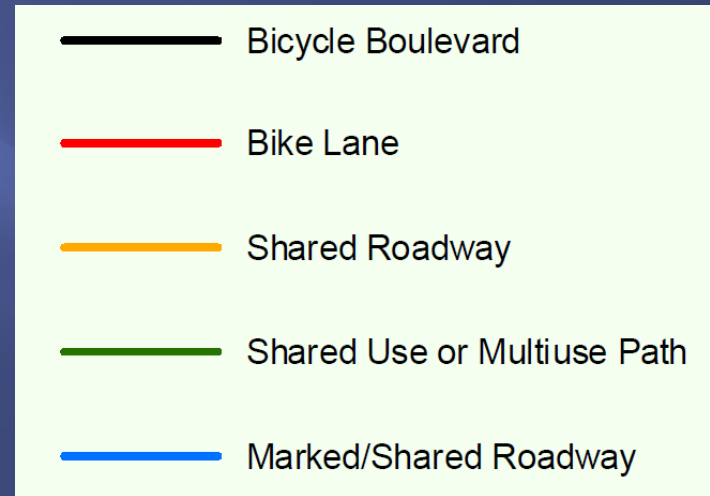 Bicycle Boulevard
Bike Lane
Shared Roadway
Shared Use or Multiuse Path
Marked/Shared Roadway